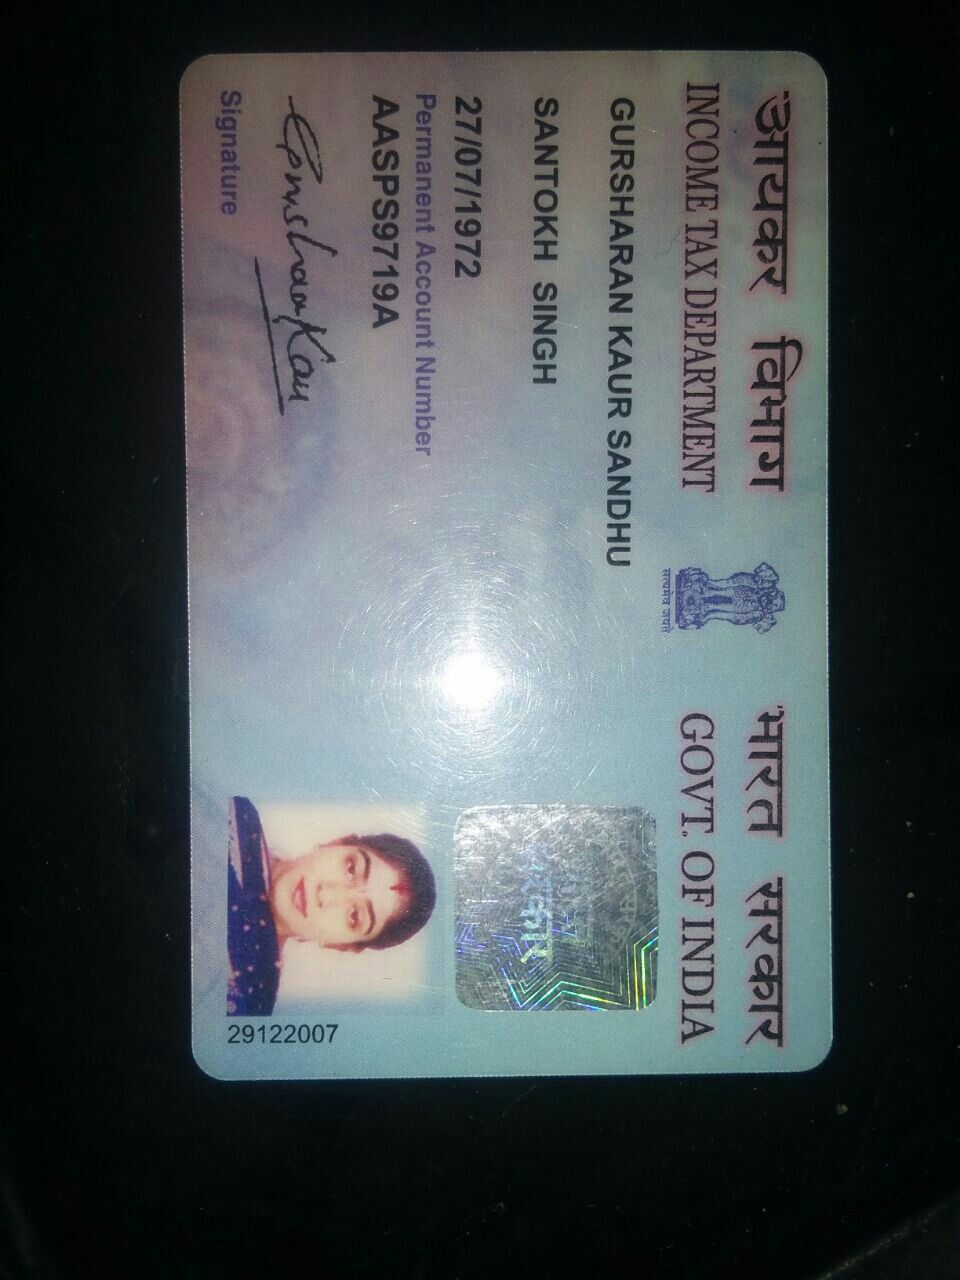 आयकर विभाग
INCOME TAX DEPARTMENT
सत्यमेव जयते
भारत सरकार
GOVT. OF INDIA
GURSHARAN KAUR SANDHU
SANTOKH SINGH
27/07/1972
Permanent Account Number
AASPS9719A
Gursharan Kaur
Signature
सरकार
29122007